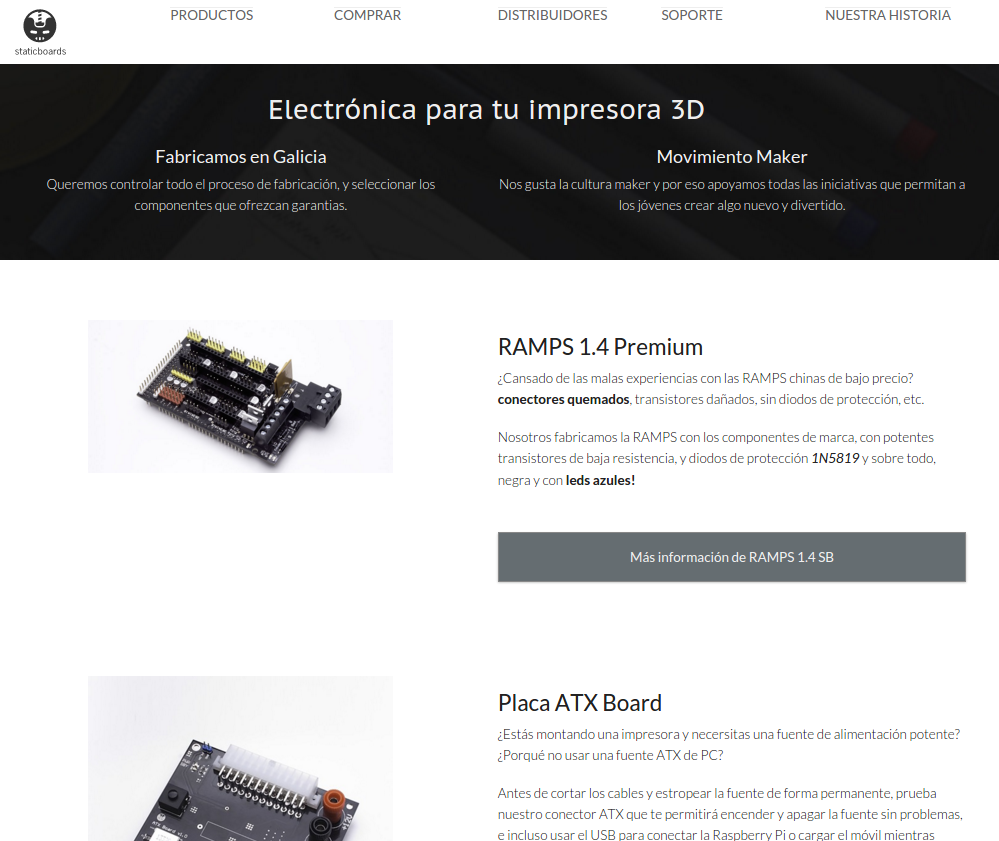 staticboards
PRODUCTOS
COMPRAR
DISTRIBUIDORES
SOPORTE
NUESTRA HISTORIA
Electrónica para tu impresora 3D
Fabricamos en Galicia
Queremos controlar todo el proceso de fabricación, y seleccionar los
componentes que ofrezcan garantias.
Movimiento Maker
Nos gusta la cultura maker y por eso apoyamos todas las iniciativas que permitan a
los jóvenes crear algo nuevo y divertido.
RAMPS 1.4 Premium
¿Cansado de las malas experiencias con las RAMPS chinas de bajo precio?
conectores quemados, transistores dañados, sin diodos de protección, etc.
Nosotros fabricamos la RAMPS con los componentes de marca, con potentes
transistores de baja resistencia, y diodos de protección 1N5819 y sobre todo,
negra y con leds azules!
Más información de RAMPS 1.4 SB
Placa ATX Board
¿Estás montando una impresora y necesitas una fuente de alimentación potente?
¿Porqué no usar una fuente ATX de PC?
Antes de cortar los cables y estropear la fuente de forma permanente, prueba
nuestro conector ATX que te permitirá encender y apagar la fuente sin problemas,
e incluso usar el USB para conectar la Raspberry Pi o cargar el móvil mientras
ATX Board v1.0